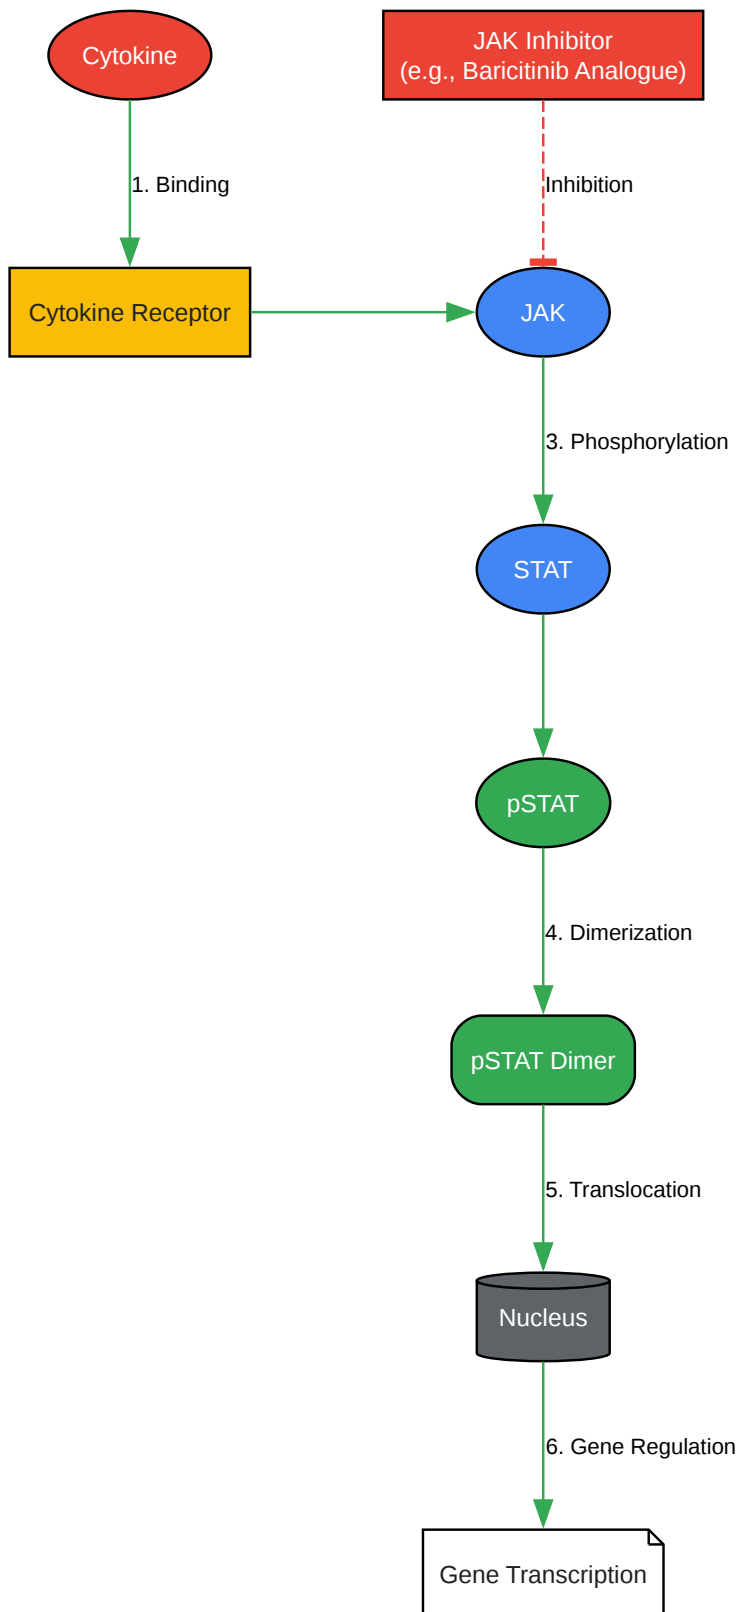 Cytokine
JAK Inhibitor
(e.g., Baricitinib Analogue)
1. Binding
Inhibition
Cytokine Receptor
JAK
3. Phosphorylation
STAT
pSTAT
4. Dimerization
pSTAT Dimer
5. Translocation
Nucleus
6. Gene Regulation
Gene Transcription